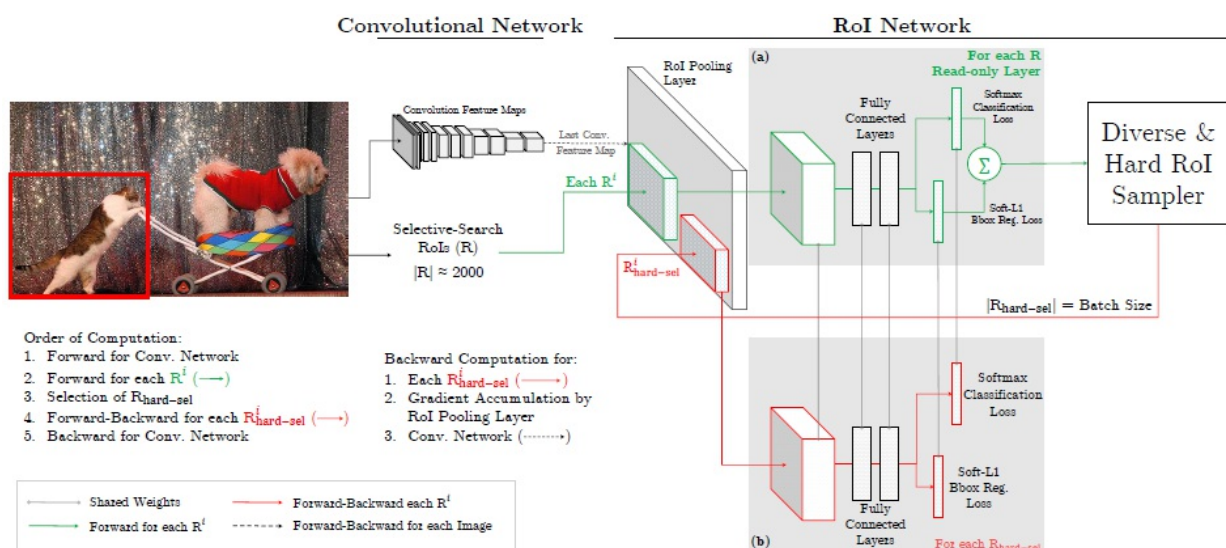 Convolutional Network
RoI Network
Convolution Feature Maps
Last Conv.
Feature Map
Selective-Search
RoIs (R)
|R| ≈ 2000
Each R^i
RoI Pooling
Layer
R^i_hard-sel
(a)
For each R
Read-only Layer
Fully
Connected
Layers
Softmax
Classification
Loss
Σ
Soft-L1
Bbox Reg. Loss
Diverse &
Hard RoI
Sampler
|R_hard-sel| = Batch Size
Order of Computation:
1. Forward for Conv. Network
2. Forward for each R^i (→)
3. Selection of R_hard-sel
4. Forward-Backward for each R^i_hard-sel (→)
5. Backward for Conv. Network
Backward Computation for:
1. Each R^i_hard-sel (→)
2. Gradient Accumulation by
RoI Pooling Layer
3. Conv. Network (⇢)
Shared Weights
Forward-Backward each R^i
Forward for each R^i
Forward-Backward for each Image
Softmax
Classification
Loss
Soft-L1
Bbox Reg.
Loss
Fully
Connected
Layers
(b)
For each R_hard-sel